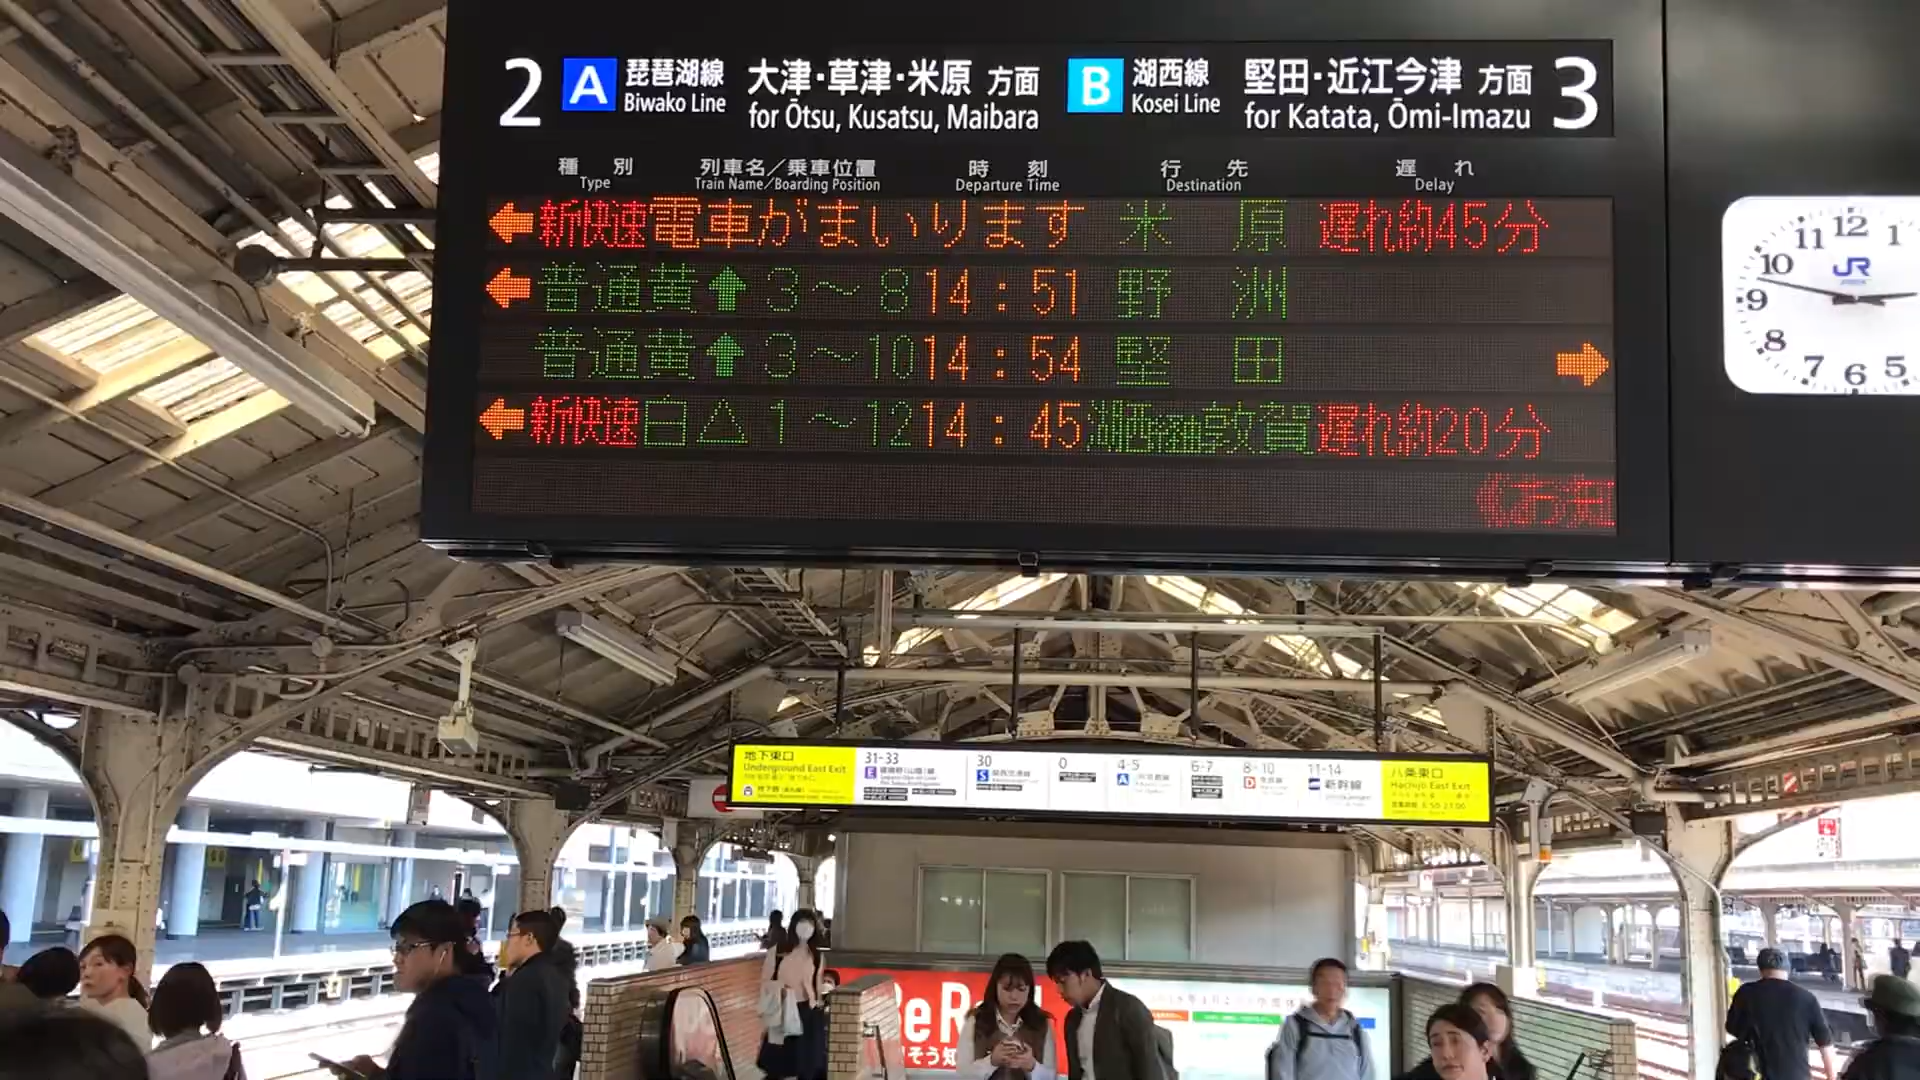 2 A 琵琶湖線 大津・草津・米原 方面 B 湖西線 堅田・近江今津 方面 3
Biwako Line for Ōtsu, Kusatsu, Maibara Kosei Line for Katata, Ōmi-Imazu
種別 列車名/乗車位置 時刻 行先 遅れ
Type Train Name/Boarding Position Departure Time Destination Delay
←新快速電車がまいります 米原 遅れ約45分
←普通黄↑3〜8 14:51 野洲
普通黄↑3〜10 14:54 堅田 →
←新快速白△1〜12 14:45 湖西経由敦賀 遅れ約20分
《お知
12
11 1
10 JR
9
8
7 6 5
地下東口 31-33 30 0 4-5 6-7 8-10 11-14 八条東口
Underground East Exit E S A D 新幹線 Hachijō East Exit
Be R
そう知